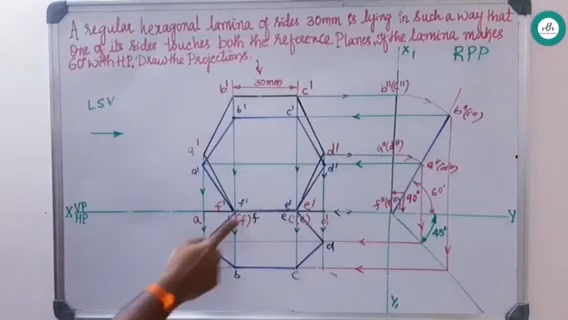 A regular hexagonal lamina of sides 30mm is lying in such a way that
One of its sides touches both the reference Planes. If the lamina makes
60° with HP, Draw the Projections.
RPP
X₁
b' 30mm c' b"(c")
LSV
b' c' b"(c")
a' d' a"(d")
a' d'
60°
f' f' e' e' 90°
X VP Y
HP
a (f) f e c d 45°
d
b c
Y₁